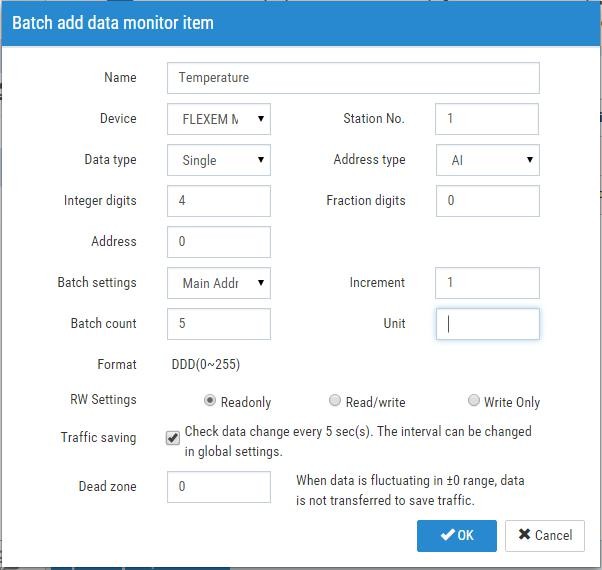 Batch add data monitor item
Name Temperature
Device FLEXEM Station No. 1
Data type Single Address type AI
Integer digits 4 Fraction digits 0
Address 0
Batch settings Main Addr Increment 1
Batch count 5 Unit
Format DDD(0~255)
RW Settings Readonly Read/write Write Only
Traffic saving Check data change every 5 sec(s). The interval can be changed
in global settings.
Dead zone 0 When data is fluctuating in ±0 range, data
is not transferred to save traffic.
OK Cancel